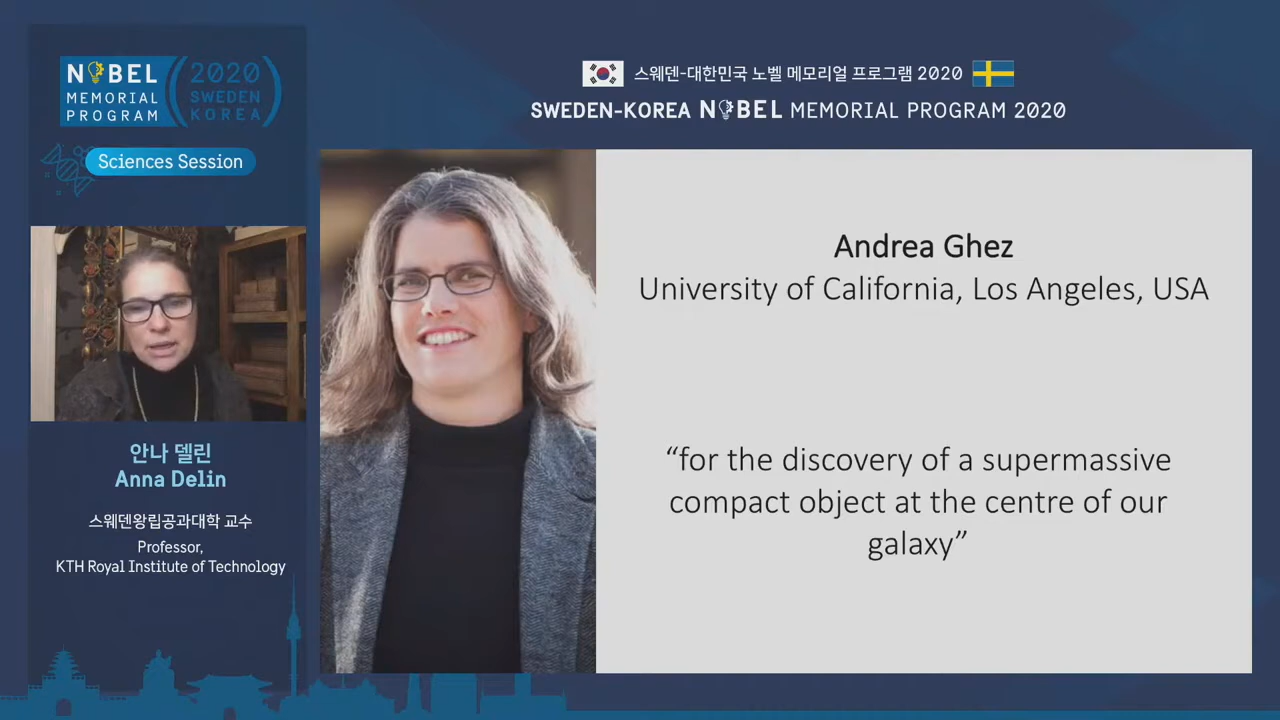 NOBEL
MEMORIAL
PROGRAM
2020
SWEDEN
KOREA
Sciences Session
안나 델린
Anna Delin
스웨덴왕립공과대학 교수
Professor,
KTH Royal Institute of Technology
스웨덴-대한민국 노벨 메모리얼 프로그램 2020
SWEDEN-KOREA NOBEL MEMORIAL PROGRAM 2020
Andrea Ghez
University of California, Los Angeles, USA
“for the discovery of a supermassive
compact object at the centre of our
galaxy”